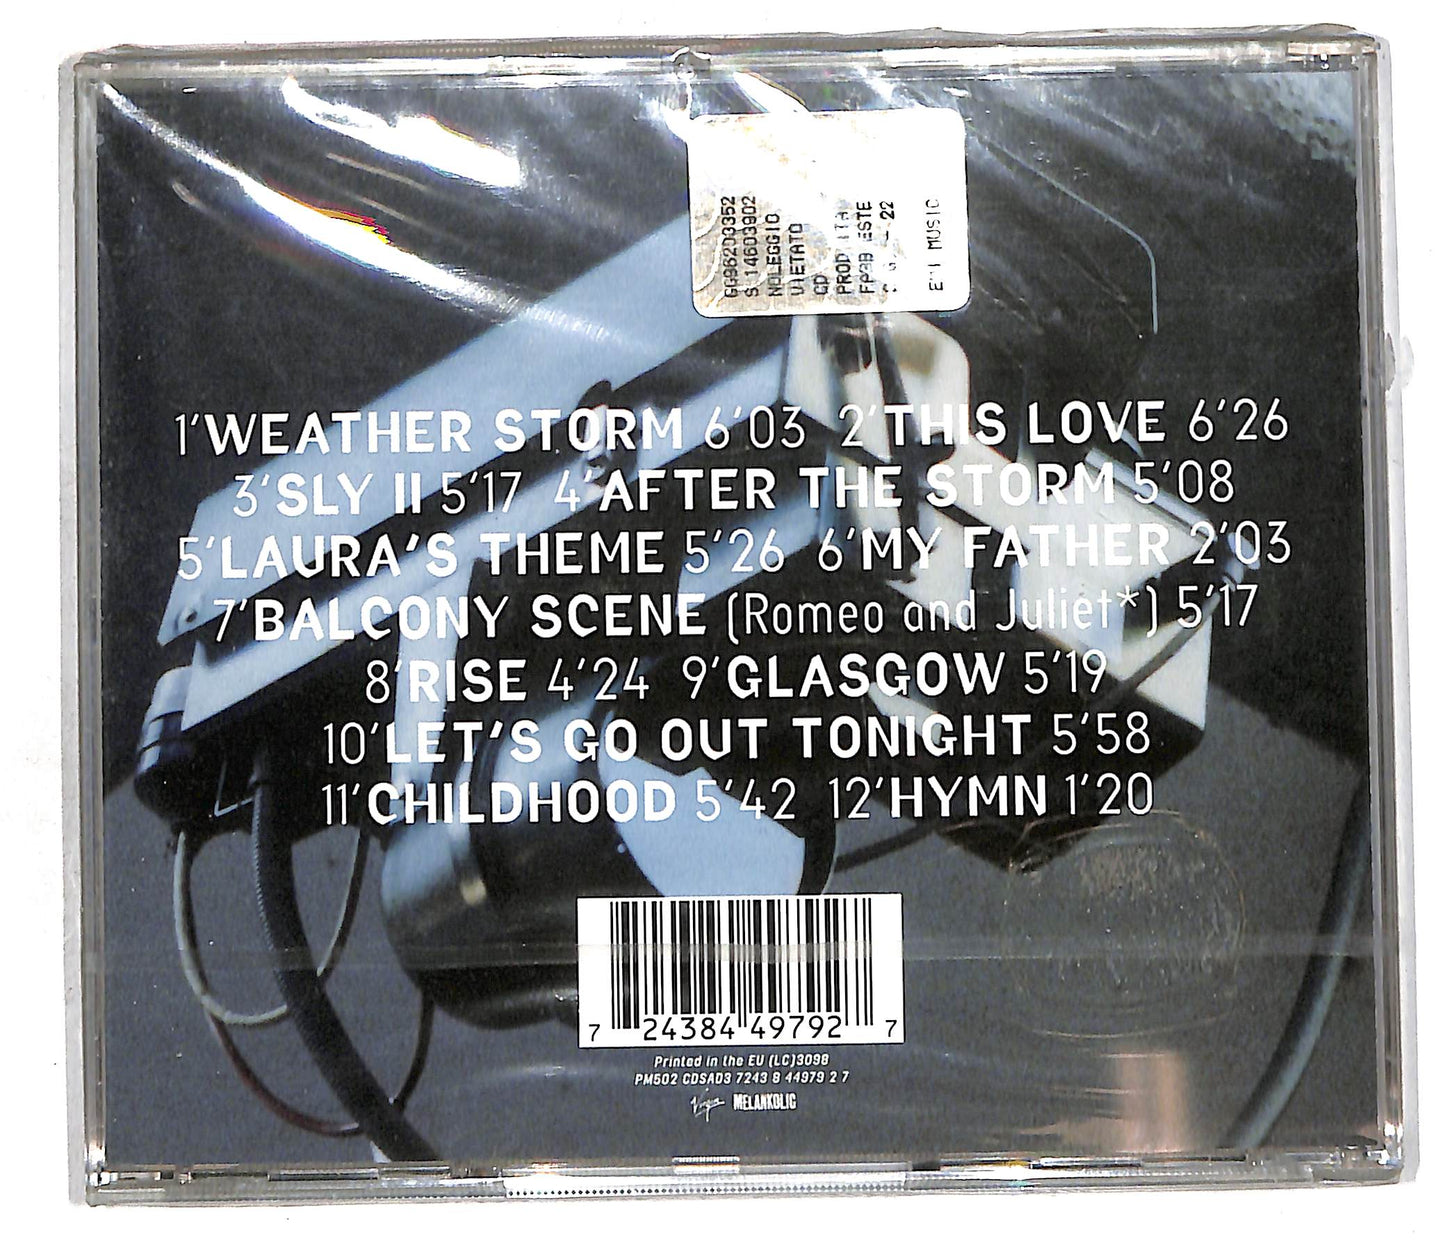 GG96203352
S 14603902
NOLEGGIO
VIETATO
CD
22
MUSIC
1'WEATHER STORM 6'03 2'THIS LOVE 6'26
3'SLY II 5'17 4'AFTER THE STORM 5'08
5'LAURA'S THEME 5'26 6'MY FATHER 2'03
7'BALCONY SCENE (Romeo and Juliet*) 5'17
8'RISE 4'24 9'GLASGOW 5'19
10'LET'S GO OUT TONIGHT 5'58
11'CHILDHOOD 5'42 12'HYMN 1'20
7 24384 49792 7
Printed in the EU (LC)3098
PM502 CDSAD3 7243 8 44979 2 7
Virgin MELANKOLIC